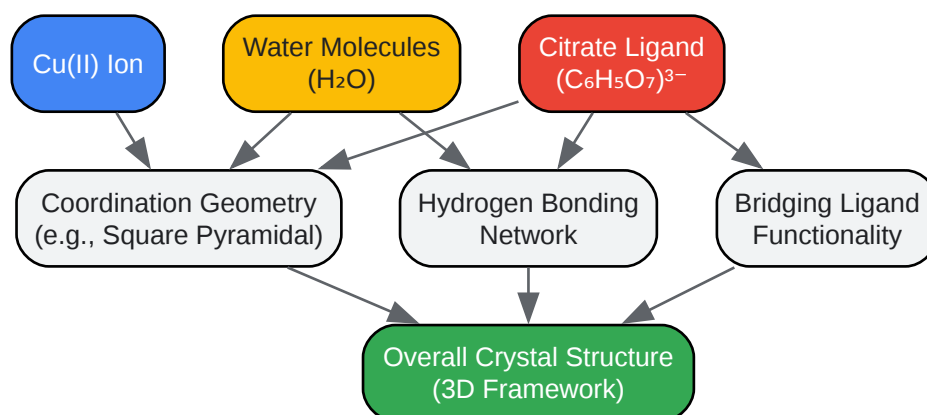 Cu(II) Ion
Water Molecules
(H₂O)
Citrate Ligand
(C₆H₅O₇)³⁻
Coordination Geometry
(e.g., Square Pyramidal)
Hydrogen Bonding
Network
Bridging Ligand
Functionality
Overall Crystal Structure
(3D Framework)